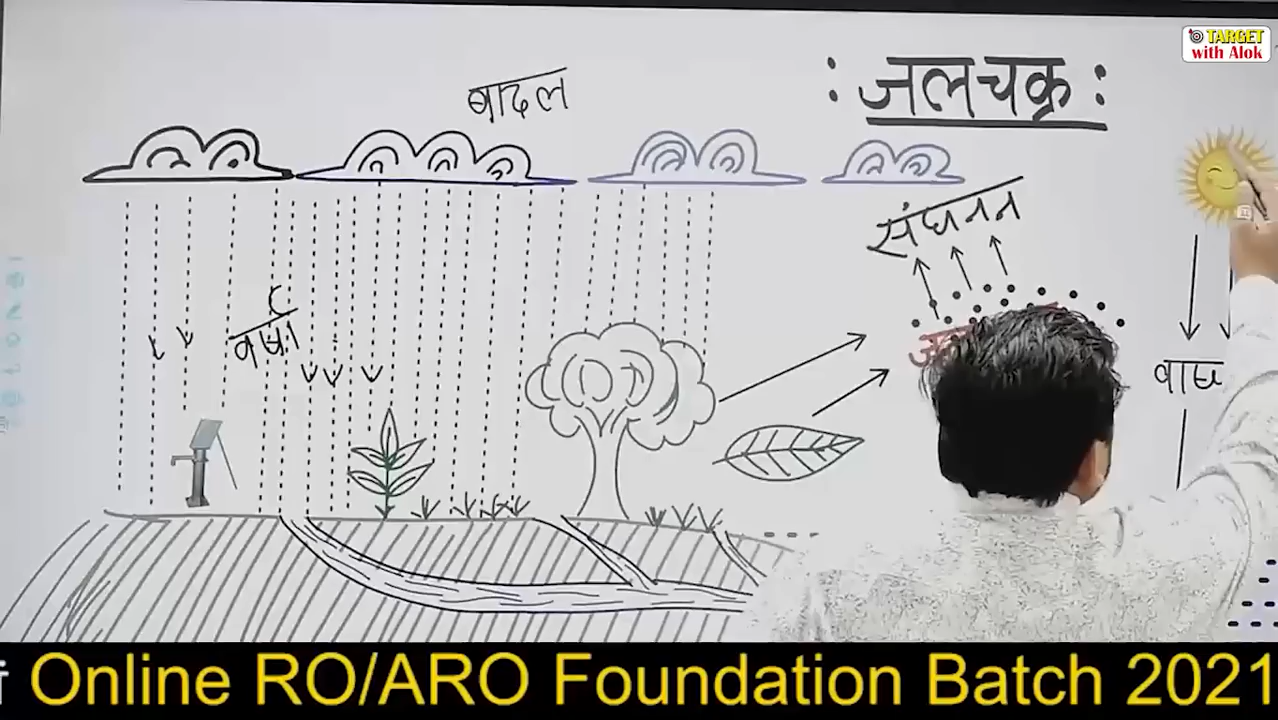 TARGET
with Alok
: जलचक्र :
बादल
संघनन
वर्षा
Online RO/ARO Foundation Batch 2021